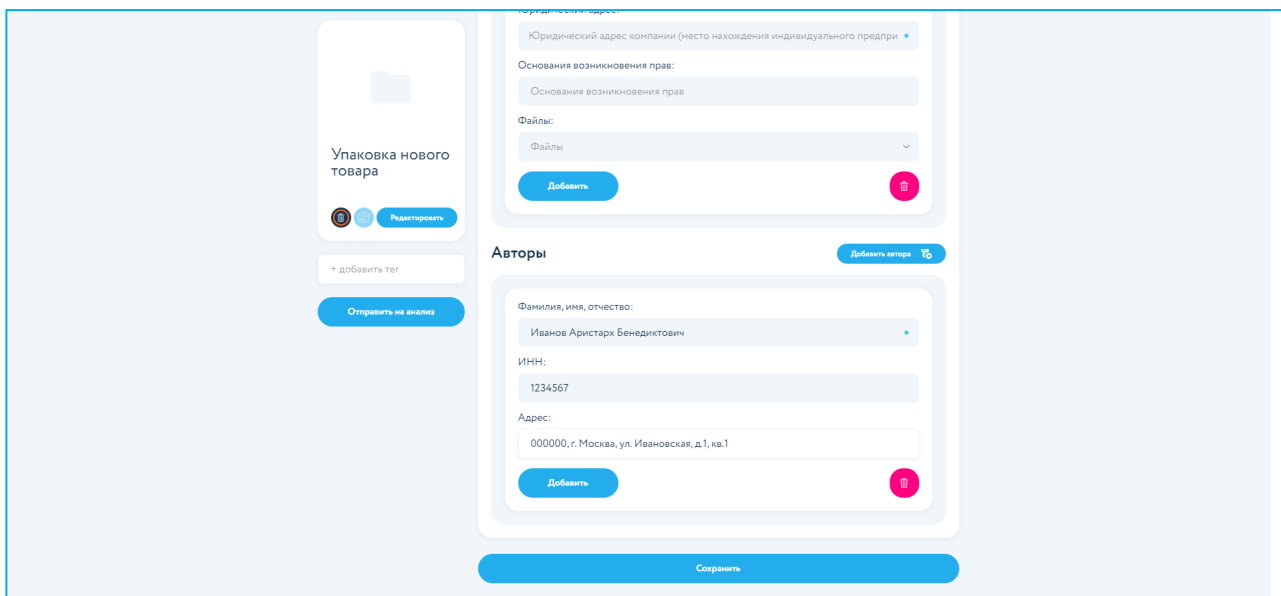 Юридический адрес:
Юридический адрес компании (место нахождения индивидуального предпри *
Основания возникновения прав:
Основания возникновения прав
Файлы:
Файлы
Добавить
Упаковка нового
товара
Редактировать
+ добавить тег
Отправить на анализ
Авторы
Добавить автора
Фамилия, имя, отчество:
Иванов Аристарх Бенедиктович *
ИНН:
1234567
Адрес:
000000, г. Москва, ул. Ивановская, д.1, кв.1
Добавить
Сохранить